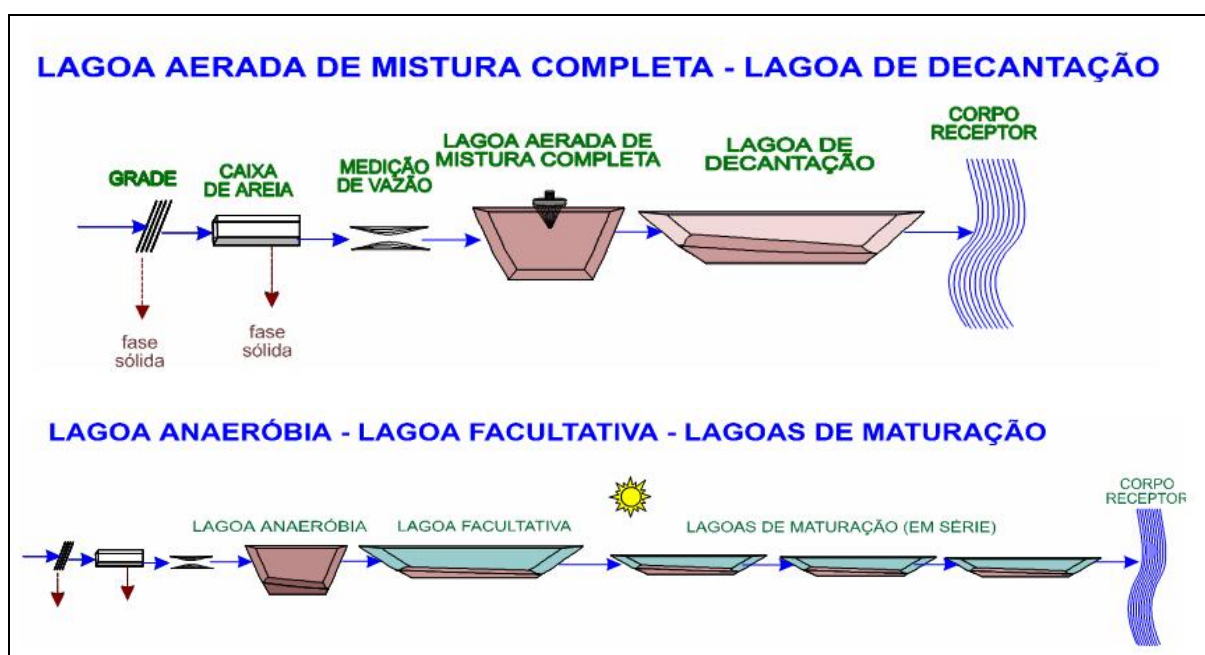 LAGOA AERADA DE MISTURA COMPLETA - LAGOA DE DECANTAÇÃO
GRADE
CAIXA
DE AREIA
MEDIÇÃO
DE VAZÃO
LAGOA AERADA DE
MISTURA COMPLETA
LAGOA DE
DECANTAÇÃO
CORPO
RECEPTOR
fase
sólida
fase
sólida
LAGOA ANAERÓBIA - LAGOA FACULTATIVA - LAGOAS DE MATURAÇÃO
LAGOA ANAERÓBIA
LAGOA FACULTATIVA
LAGOAS DE MATURAÇÃO (EM SÉRIE)
CORPO
RECEPTOR